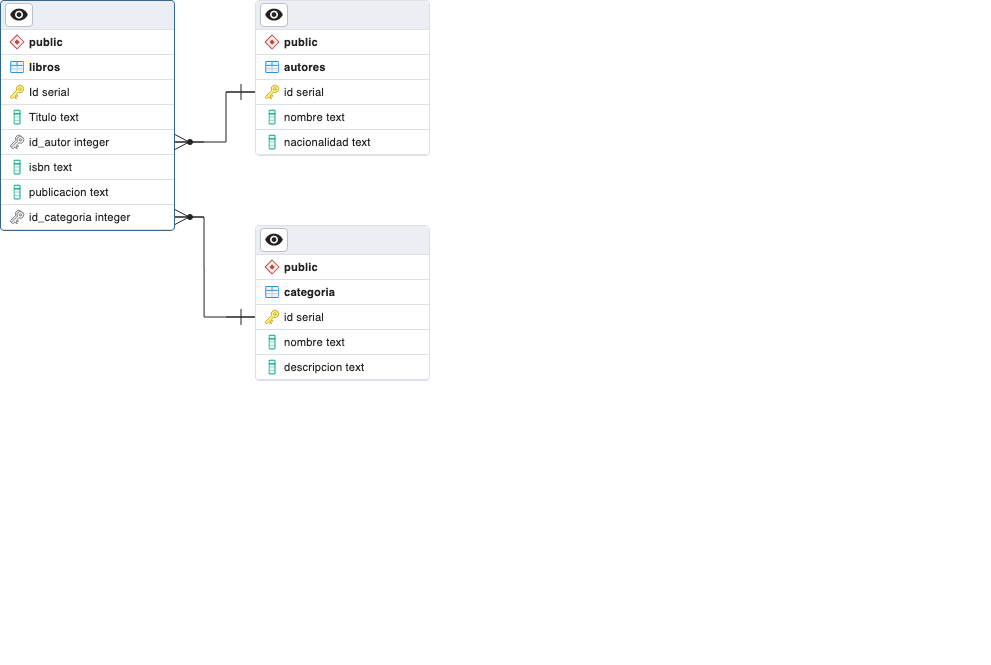 public
libros
Id serial
Titulo text
id_autor integer
isbn text
publicacion text
id_categoria integer
public
autores
id serial
nombre text
nacionalidad text
public
categoria
id serial
nombre text
descripcion text